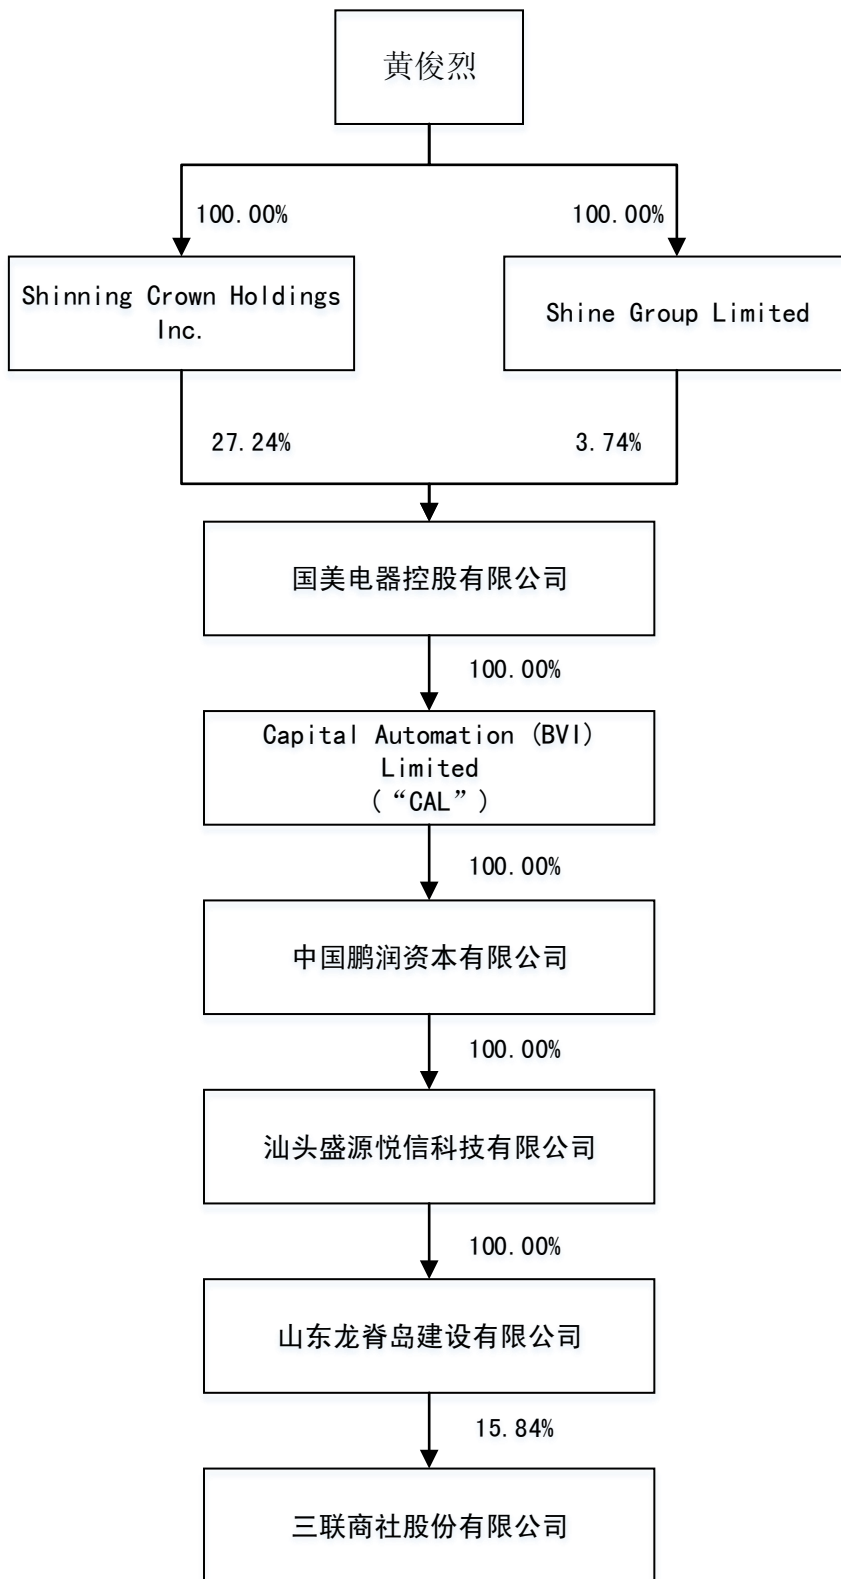 黄俊烈
100.00%
100.00%
Shinning Crown Holdings
Inc.
Shine Group Limited
27.24%
3.74%
国美电器控股有限公司
100.00%
Capital Automation (BVI)
Limited
(“CAL”)
100.00%
中国鹏润资本有限公司
100.00%
汕头盛源悦信科技有限公司
100.00%
山东龙脊岛建设有限公司
15.84%
三联商社股份有限公司